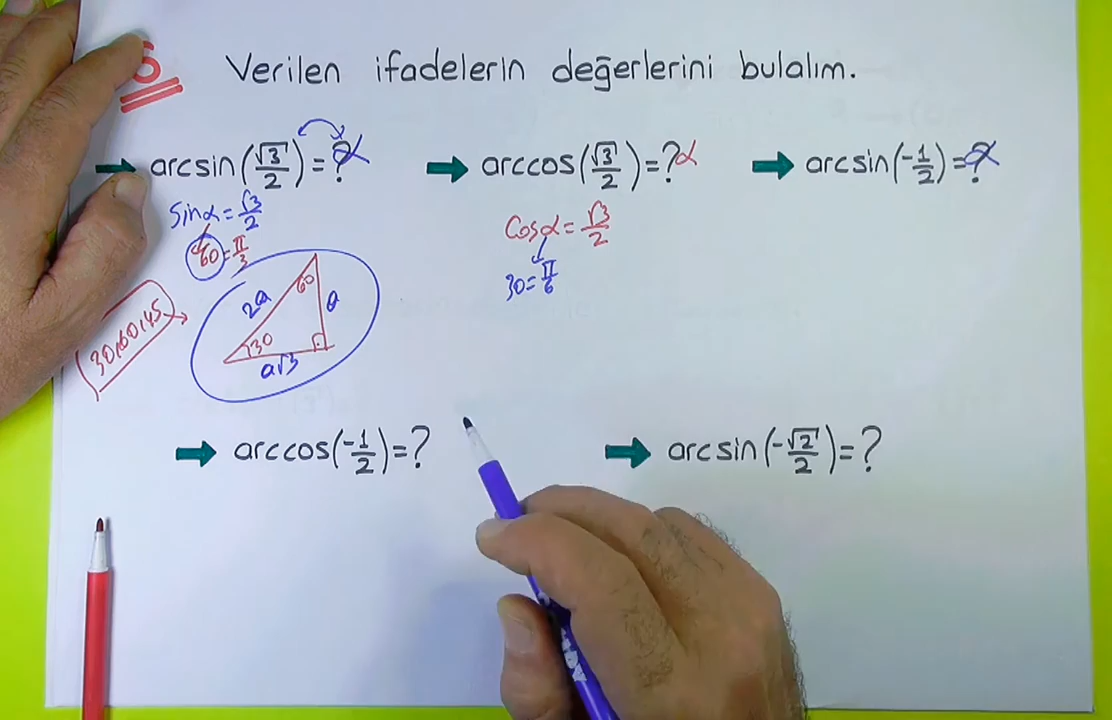 6 Verilen ifadelerin değerlerini bulalım.
arcsin(√3/2)=? α
arccos(√3/2)=? α
arcsin(-1/2)=? α
sinα=√3/2
60=π/3
Cosα=√3/2
30=π/6
30,60,45
2a 60 a
30
a√3
arccos(-1/2)=?
arcsin(-√2/2)=?